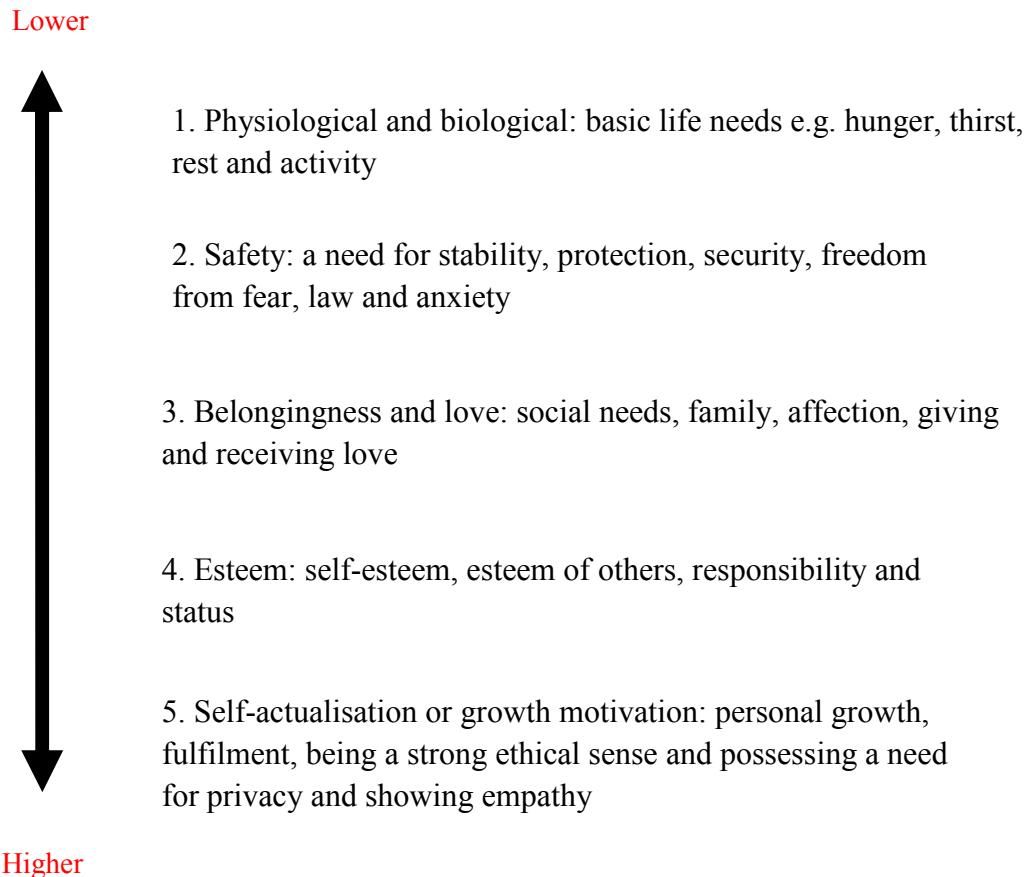 Lower
1. Physiological and biological: basic life needs e.g. hunger, thirst,
rest and activity
2. Safety: a need for stability, protection, security, freedom
from fear, law and anxiety
3. Belongingness and love: social needs, family, affection, giving
and receiving love
4. Esteem: self-esteem, esteem of others, responsibility and
status
5. Self-actualisation or growth motivation: personal growth,
fulfilment, being a strong ethical sense and possessing a need
for privacy and showing empathy
Higher